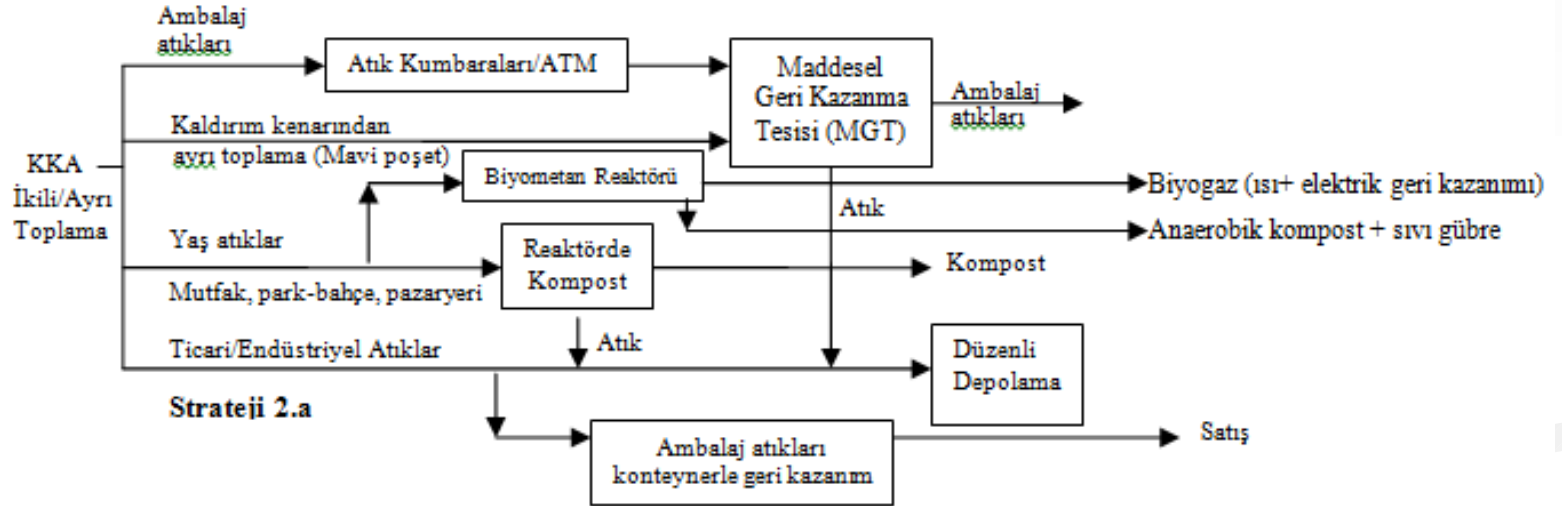 Ambalaj
atıkları
Atık Kumbaraları/ATM
Maddesel
Geri Kazanma
Tesisi (MGT)
Ambalaj
atıkları
Kaldırım kenarından
ayrı toplama (Mavi poşet)
KKA
İkili/Ayrı
Toplama
Biyometan Reaktörü
Biyogaz (ısı+ elektrik geri kazanımı)
Atık
Anaerobik kompost + sıvı gübre
Yaş atıklar
Reaktörde
Kompost
Kompost
Mutfak, park-bahçe, pazaryeri
Atık
Ticari/Endüstriyel Atıklar
Düzenli
Depolama
Strateji 2.a
Ambalaj atıkları
konteynerle geri kazanım
Satış